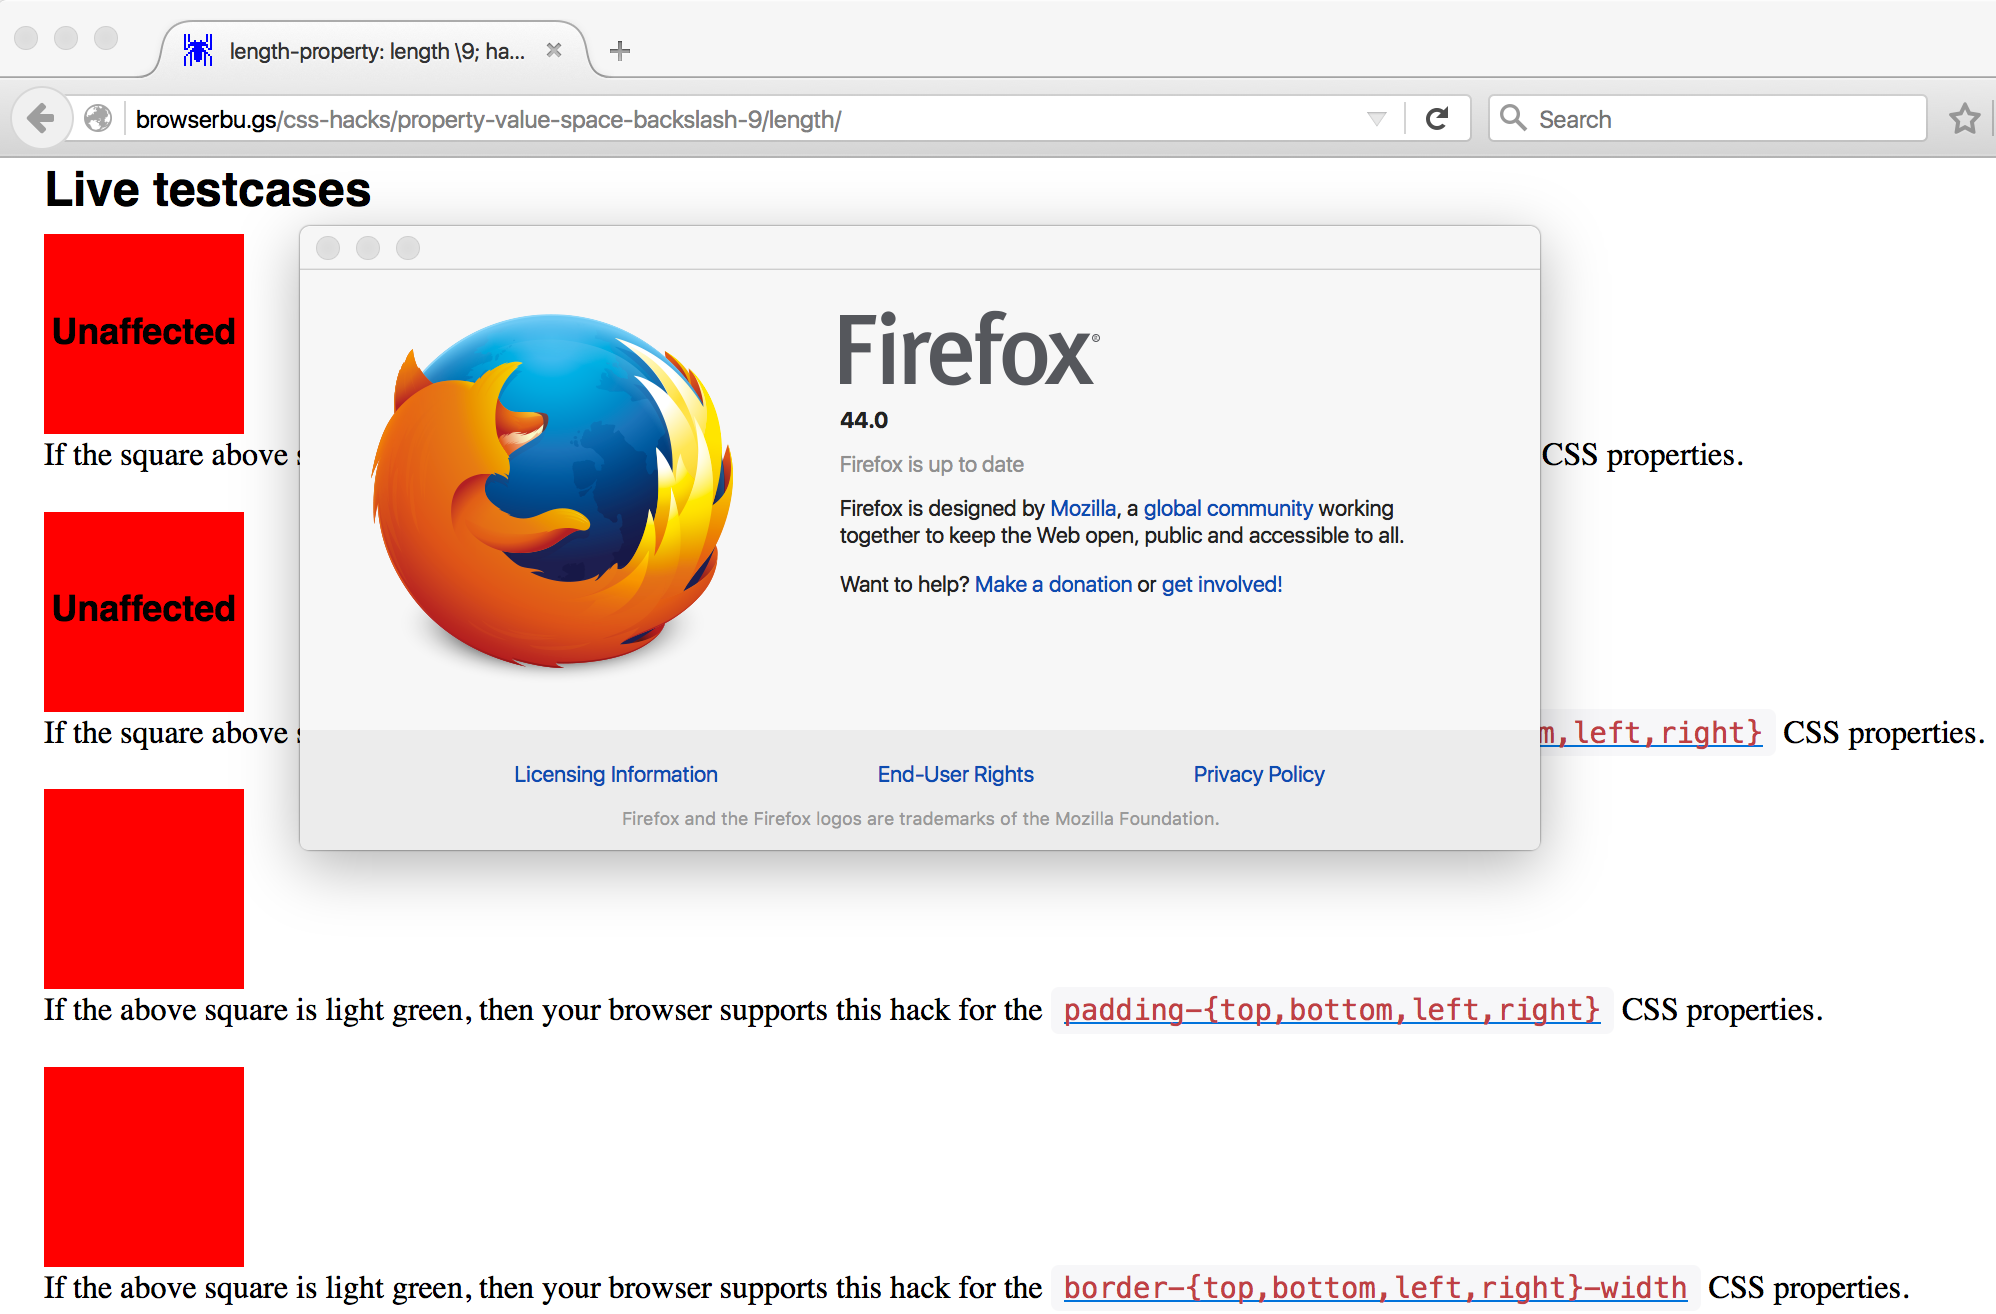 length-property: length \9; ha...
browserbu.gs/css-hacks/property-value-space-backslash-9/length/
Search
Live testcases
Unaffected
If the square above
CSS properties.
Firefox®
44.0
Firefox is up to date
Firefox is designed by Mozilla, a global community working
together to keep the Web open, public and accessible to all.
Want to help? Make a donation or get involved!
Unaffected
If the square above
m,left,right} CSS properties.
Licensing Information
End-User Rights
Privacy Policy
Firefox and the Firefox logos are trademarks of the Mozilla Foundation.
If the above square is light green, then your browser supports this hack for the padding-{top,bottom,left,right} CSS properties.
If the above square is light green, then your browser supports this hack for the border-{top,bottom,left,right}-width CSS properties.